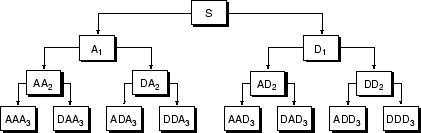 S
A₁ D₁
AA₂ DA₂ AD₂ DD₂
AAA₃ DAA₃ ADA₃ DDA₃ AAD₃ DAD₃ ADD₃ DDD₃